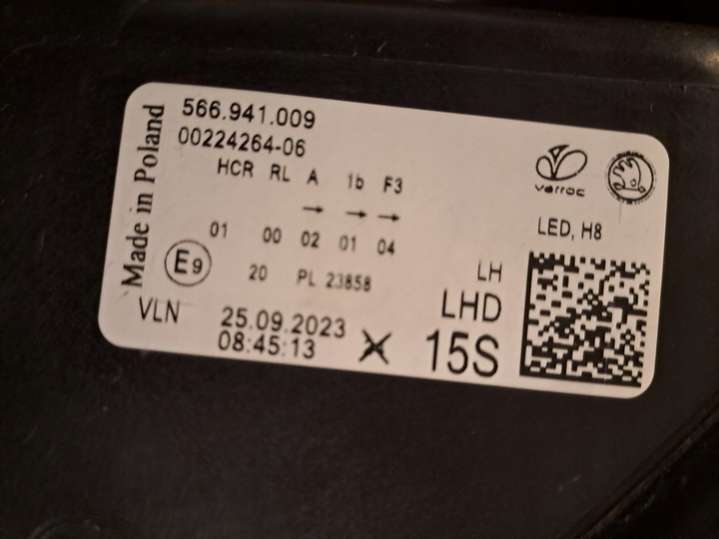 Made in Poland
566.941.009
00224264-06
HCR RL A 1b F3
→ → →
01 00 02 01 04
E9
20 PL 23858
VLN
25.09.2023
08:45:13
varroc
LED, H8
LH
LHD
15S